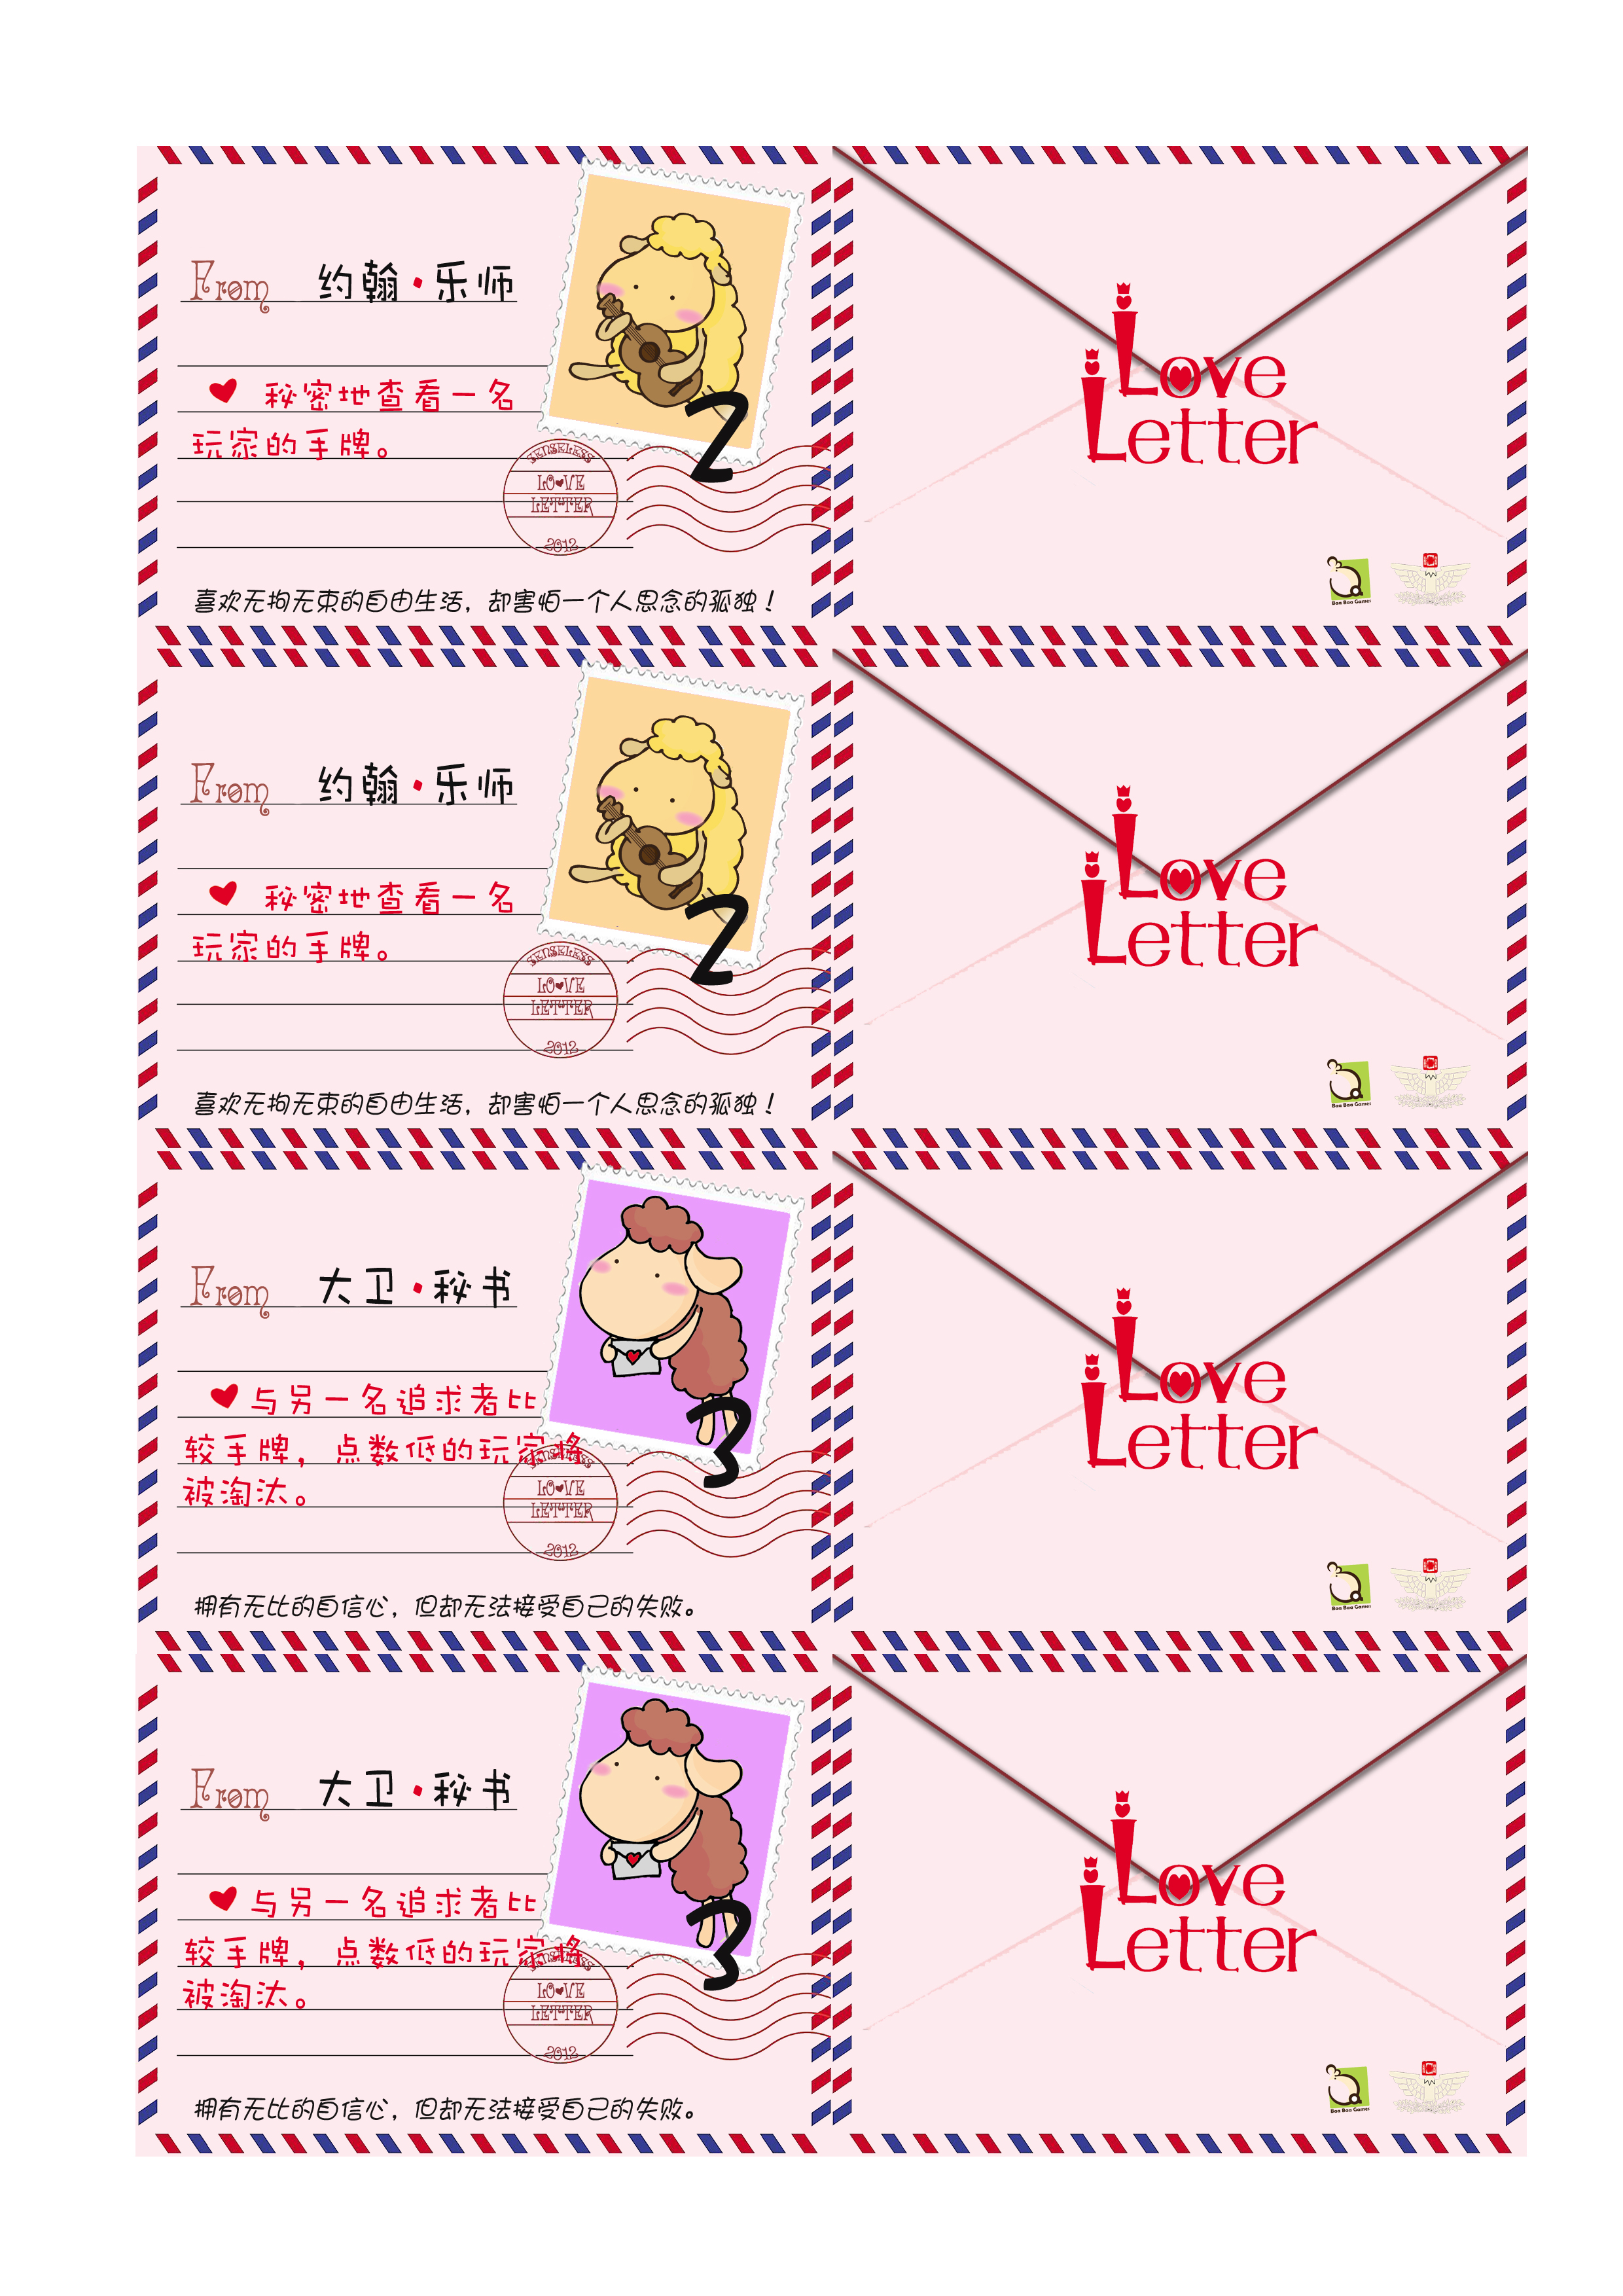 From 约翰·乐师
2
秘密地查看一名
玩家的手牌。
SENSELESS
LOVE
LETTER
2012
喜欢无拘无束的自由生活，却害怕一个人思念的孤独！
Love
Letter
Baa Baa Games
From 约翰·乐师
2
秘密地查看一名
玩家的手牌。
SENSELESS
LOVE
LETTER
2012
喜欢无拘无束的自由生活，却害怕一个人思念的孤独！
Love
Letter
Baa Baa Games
From 大卫·秘书
3
与另一名追求者比
较手牌，点数低的玩家将
被淘汰。
SENSELESS
LOVE
LETTER
2012
拥有无比的自信心，但却无法接受自己的失败。
Love
Letter
Baa Baa Games
From 大卫·秘书
3
与另一名追求者比
较手牌，点数低的玩家将
被淘汰。
SENSELESS
LOVE
LETTER
2012
拥有无比的自信心，但却无法接受自己的失败。
Love
Letter
Baa Baa Games